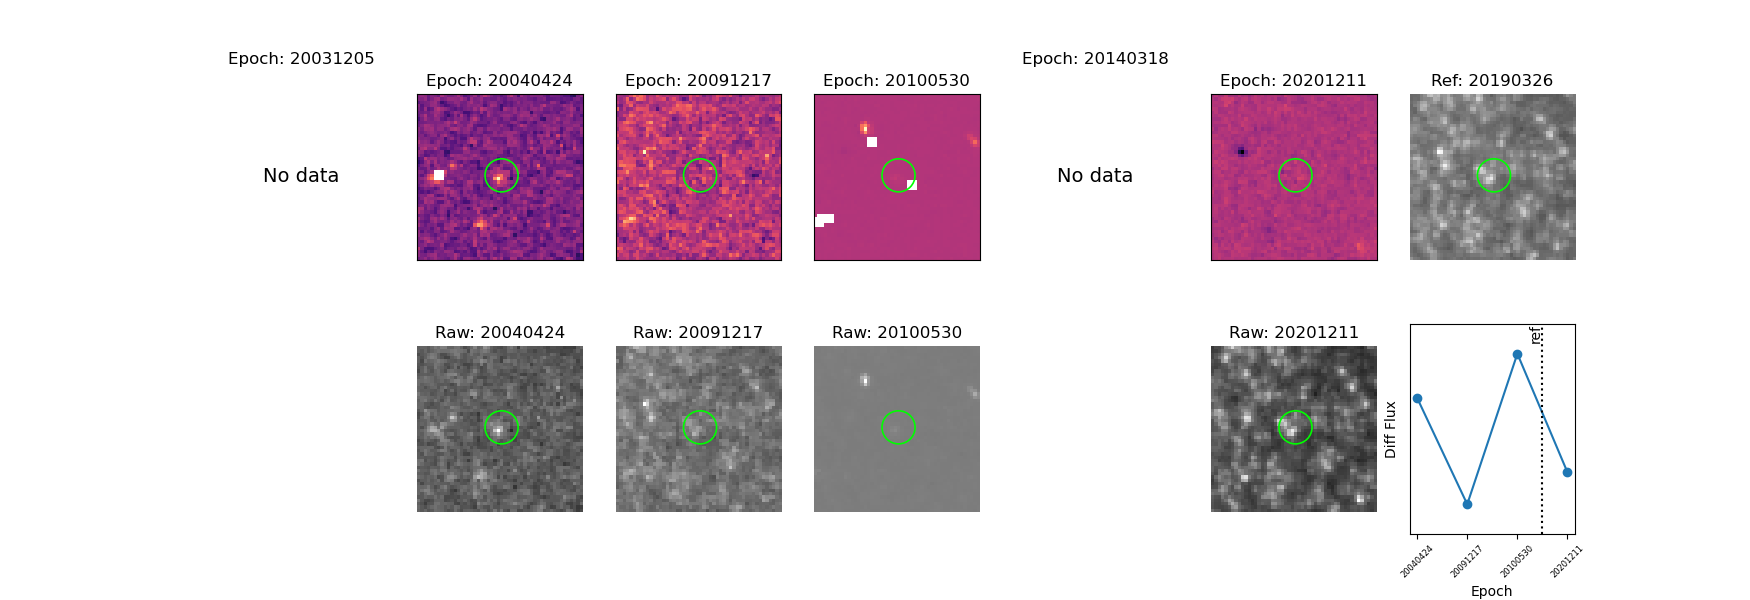 Epoch: 20031205
Epoch: 20040424
Epoch: 20091217
Epoch: 20100530
Epoch: 20140318
Epoch: 20201211
Ref: 20190326
No data
No data
Raw: 20040424
Raw: 20091217
Raw: 20100530
Raw: 20201211
ref
Diff Flux
20040424
20091217
20100530
20201211
Epoch